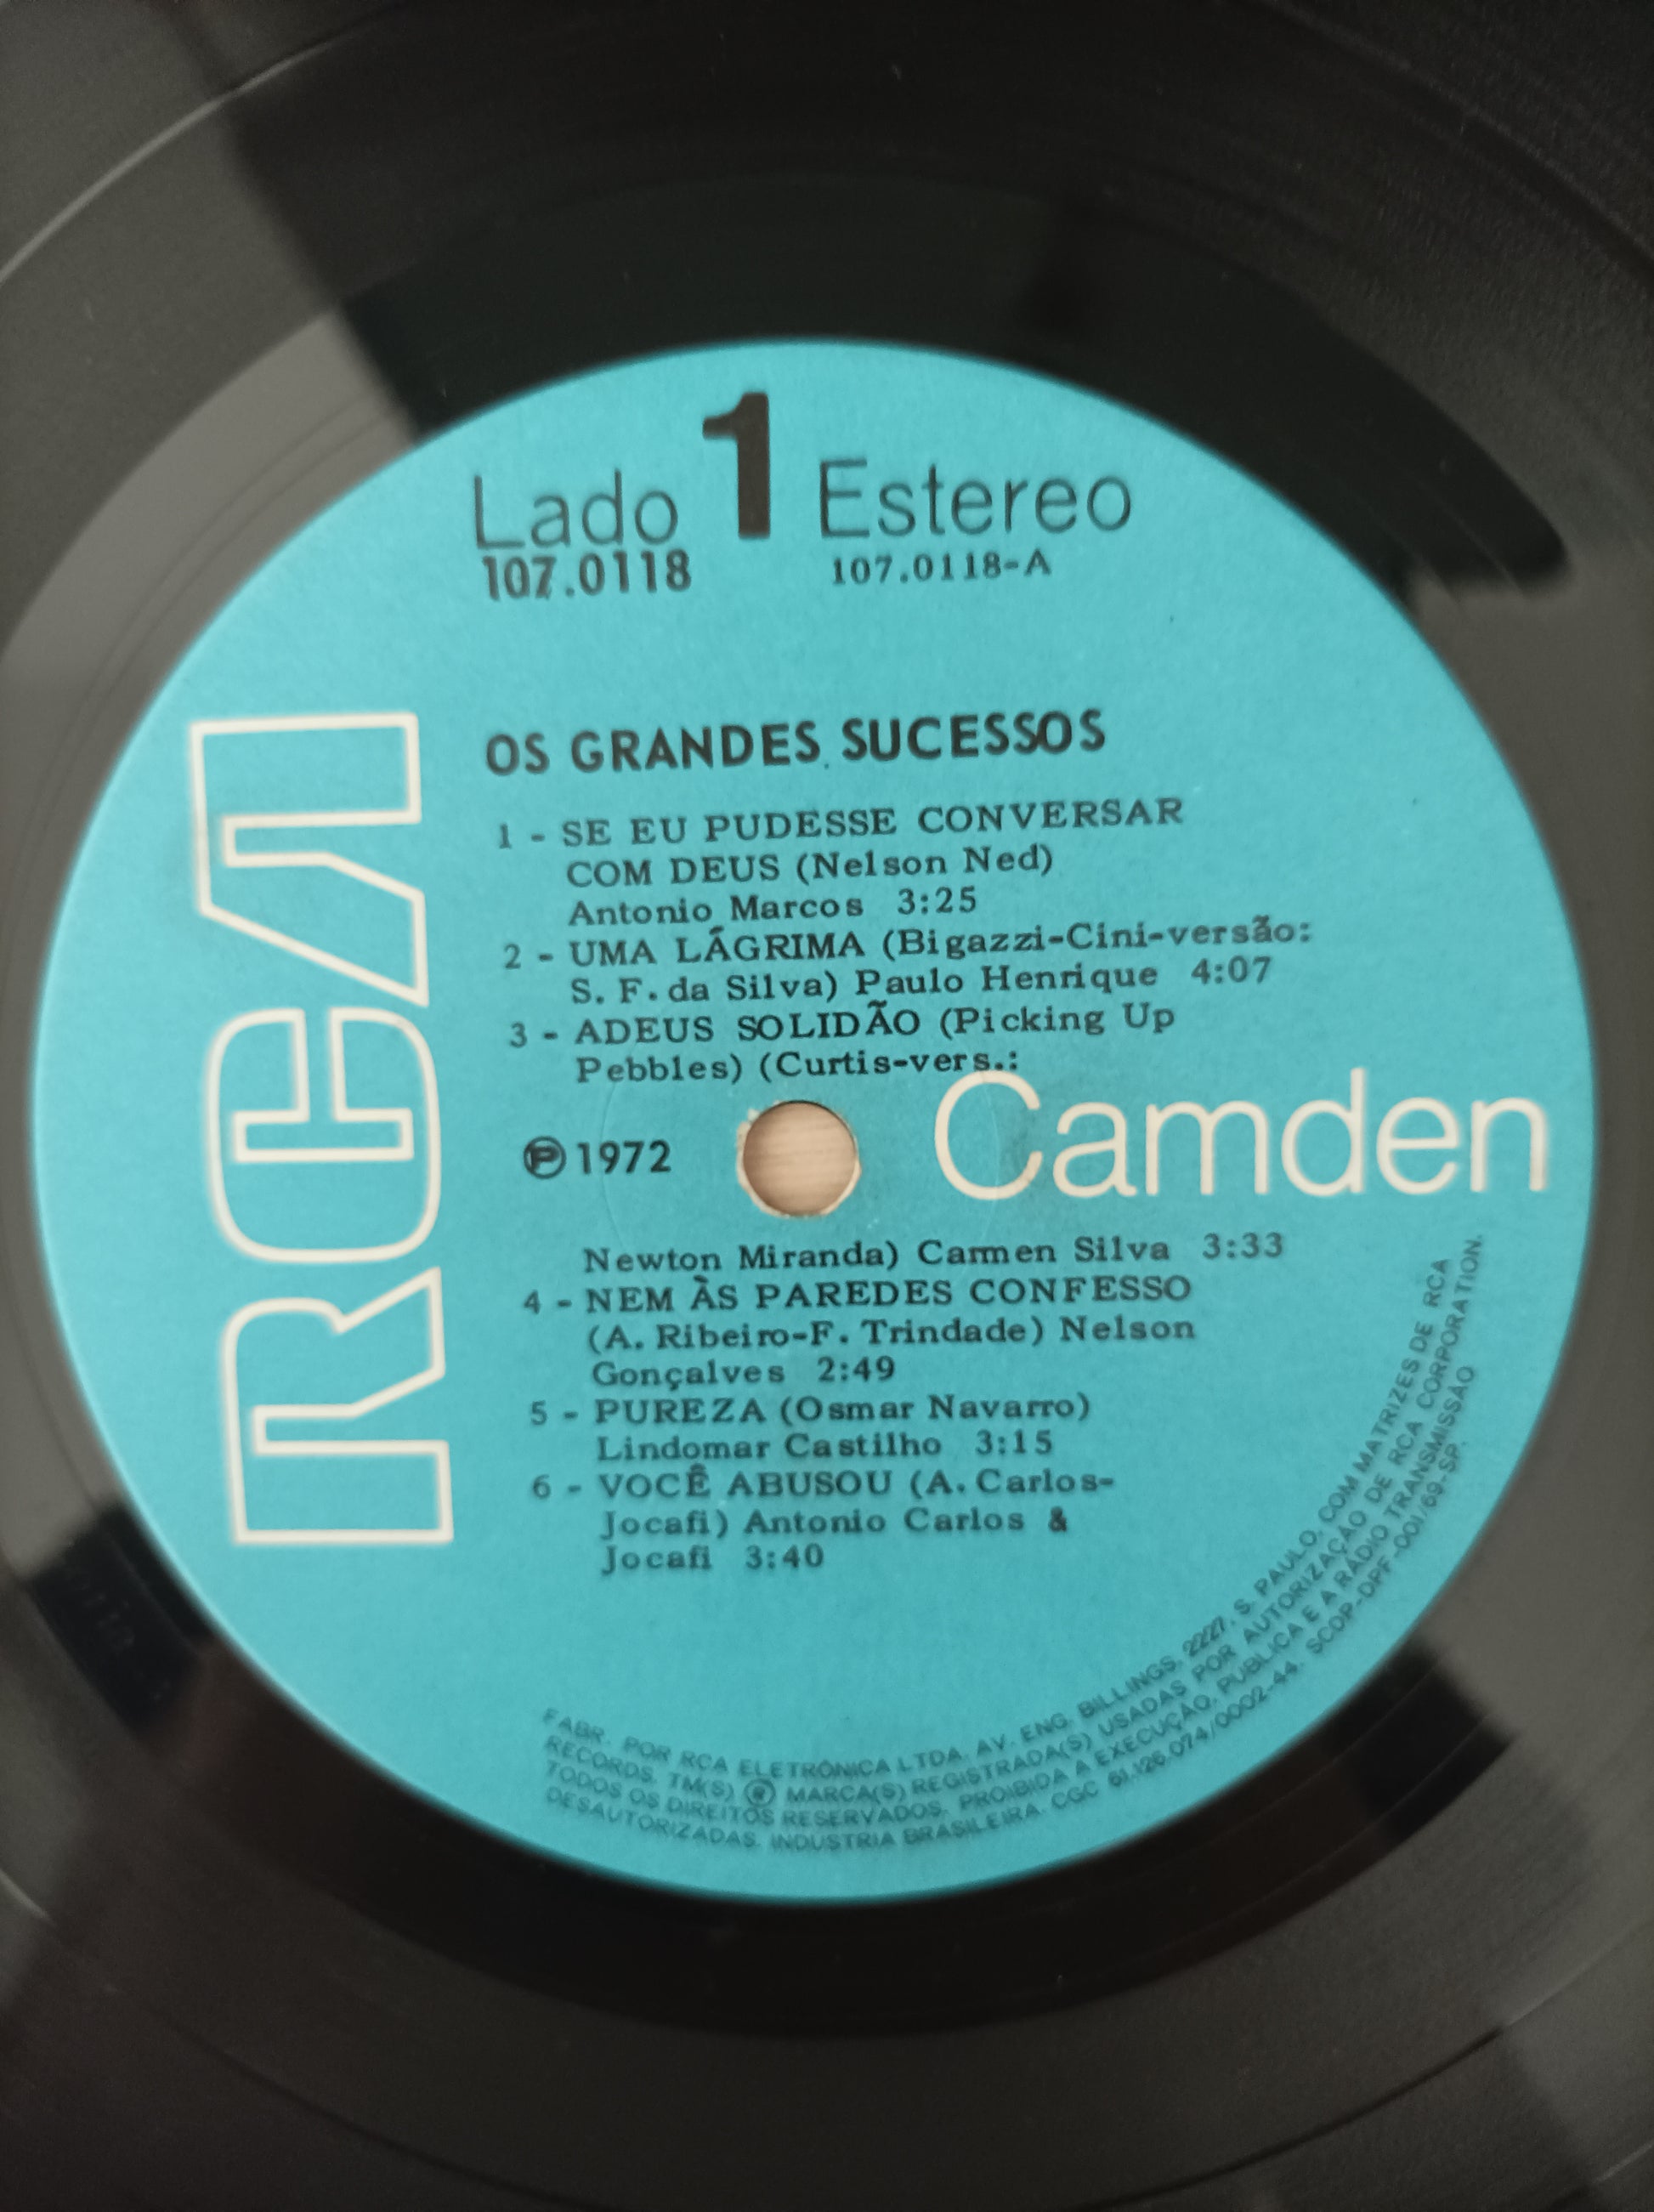 Lado 1 Estereo
107.0118 107.0118-A
RCA
OS GRANDES SUCESSOS
1 - SE EU PUDESSE CONVERSAR
COM DEUS (Nelson Ned)
Antonio Marcos 3:25
2 - UMA LÁGRIMA (Bigazzi-Cini-versão:
S. F. da Silva) Paulo Henrique 4:07
3 - ADEUS SOLIDÃO (Picking Up
Pebbles) (Curtis-vers.:
Ⓟ 1972
Camden
Newton Miranda) Carmen Silva 3:33
4 - NEM ÀS PAREDES CONFESSO
(A. Ribeiro-F. Trindade) Nelson
Gonçalves 2:49
5 - PUREZA (Osmar Navarro)
Lindomar Castilho 3:15
6 - VOCÊ ABUSOU (A. Carlos-
Jocafi) Antonio Carlos &
Jocafi 3:40
FABR. POR RCA ELETRÔNICA LTDA. AV. ENG. BILLINGS, 2227, S. PAULO, COM MATRIZES DE RCA
RECORDS. TM(S) ® MARCA(S) REGISTRADA(S) USADAS POR AUTORIZAÇÃO DE RCA CORPORATION.
TODOS OS DIREITOS RESERVADOS. PROIBIDA A EXECUÇÃO, PÚBLICA E A RÁDIO TRANSMISSÃO
DESAUTORIZADAS. INDÚSTRIA BRASILEIRA. CGC 61.126.074/0002-44. SCDP-DPF-001/69-SP.